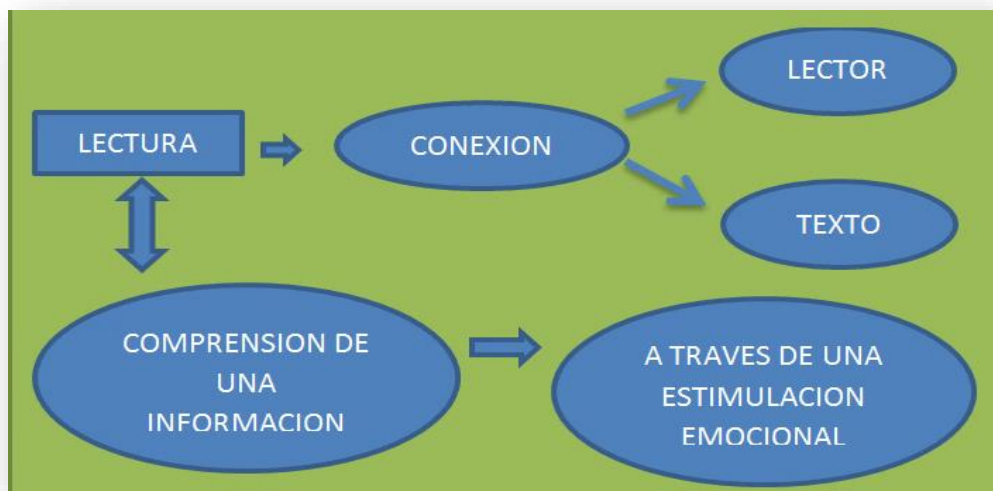 LECTOR
LECTURA
CONEXION
TEXTO
COMPRENSION DE
UNA
INFORMACION
A TRAVES DE UNA
ESTIMULACION
EMOCIONAL